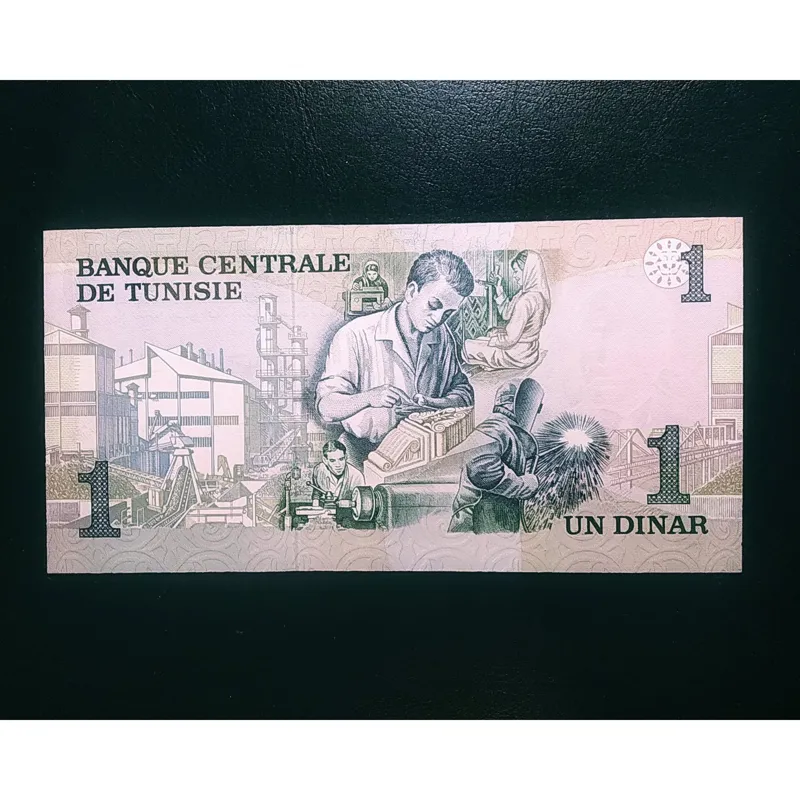 BANQUE CENTRALE
DE TUNISIE
1
1
1
UN DINAR